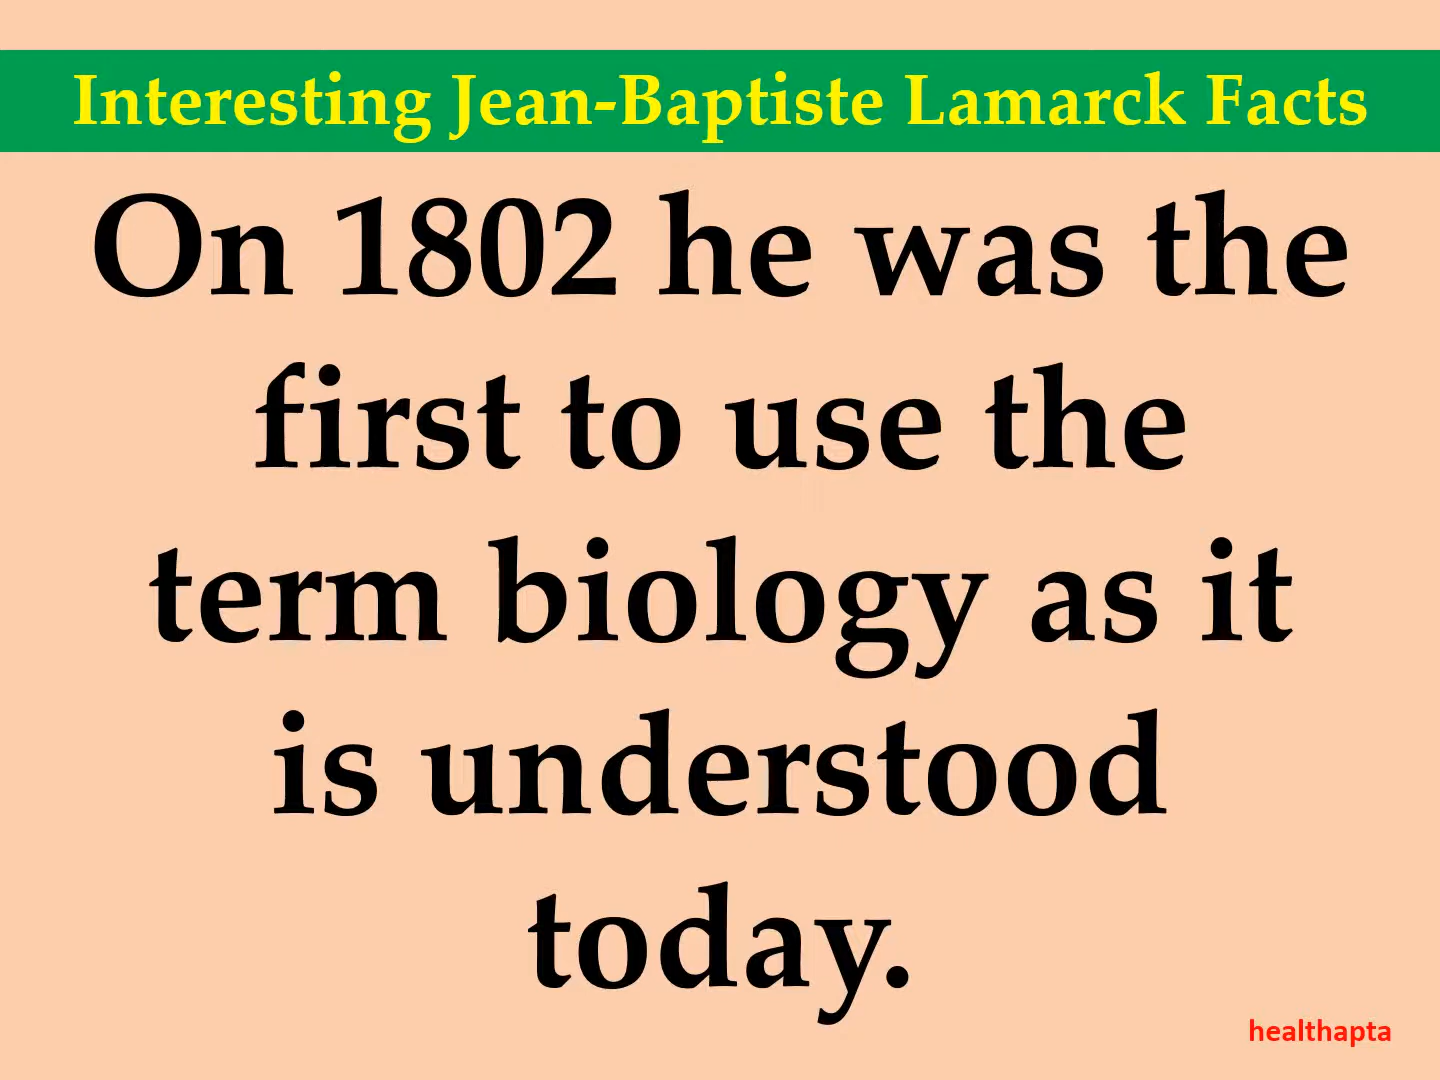 Interesting Jean-Baptiste Lamarck Facts
On 1802 he was the
first to use the
term biology as it
is understood
today.
healthapta